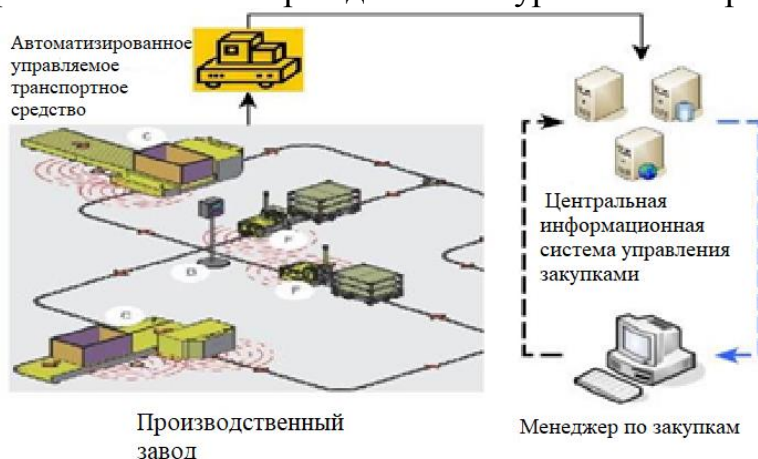 Автоматизированное
управляемое
транспортное
средство
C
D
F
F
C
Центральная
информационная
система управления
закупками
Производственный
завод
Менеджер по закупкам